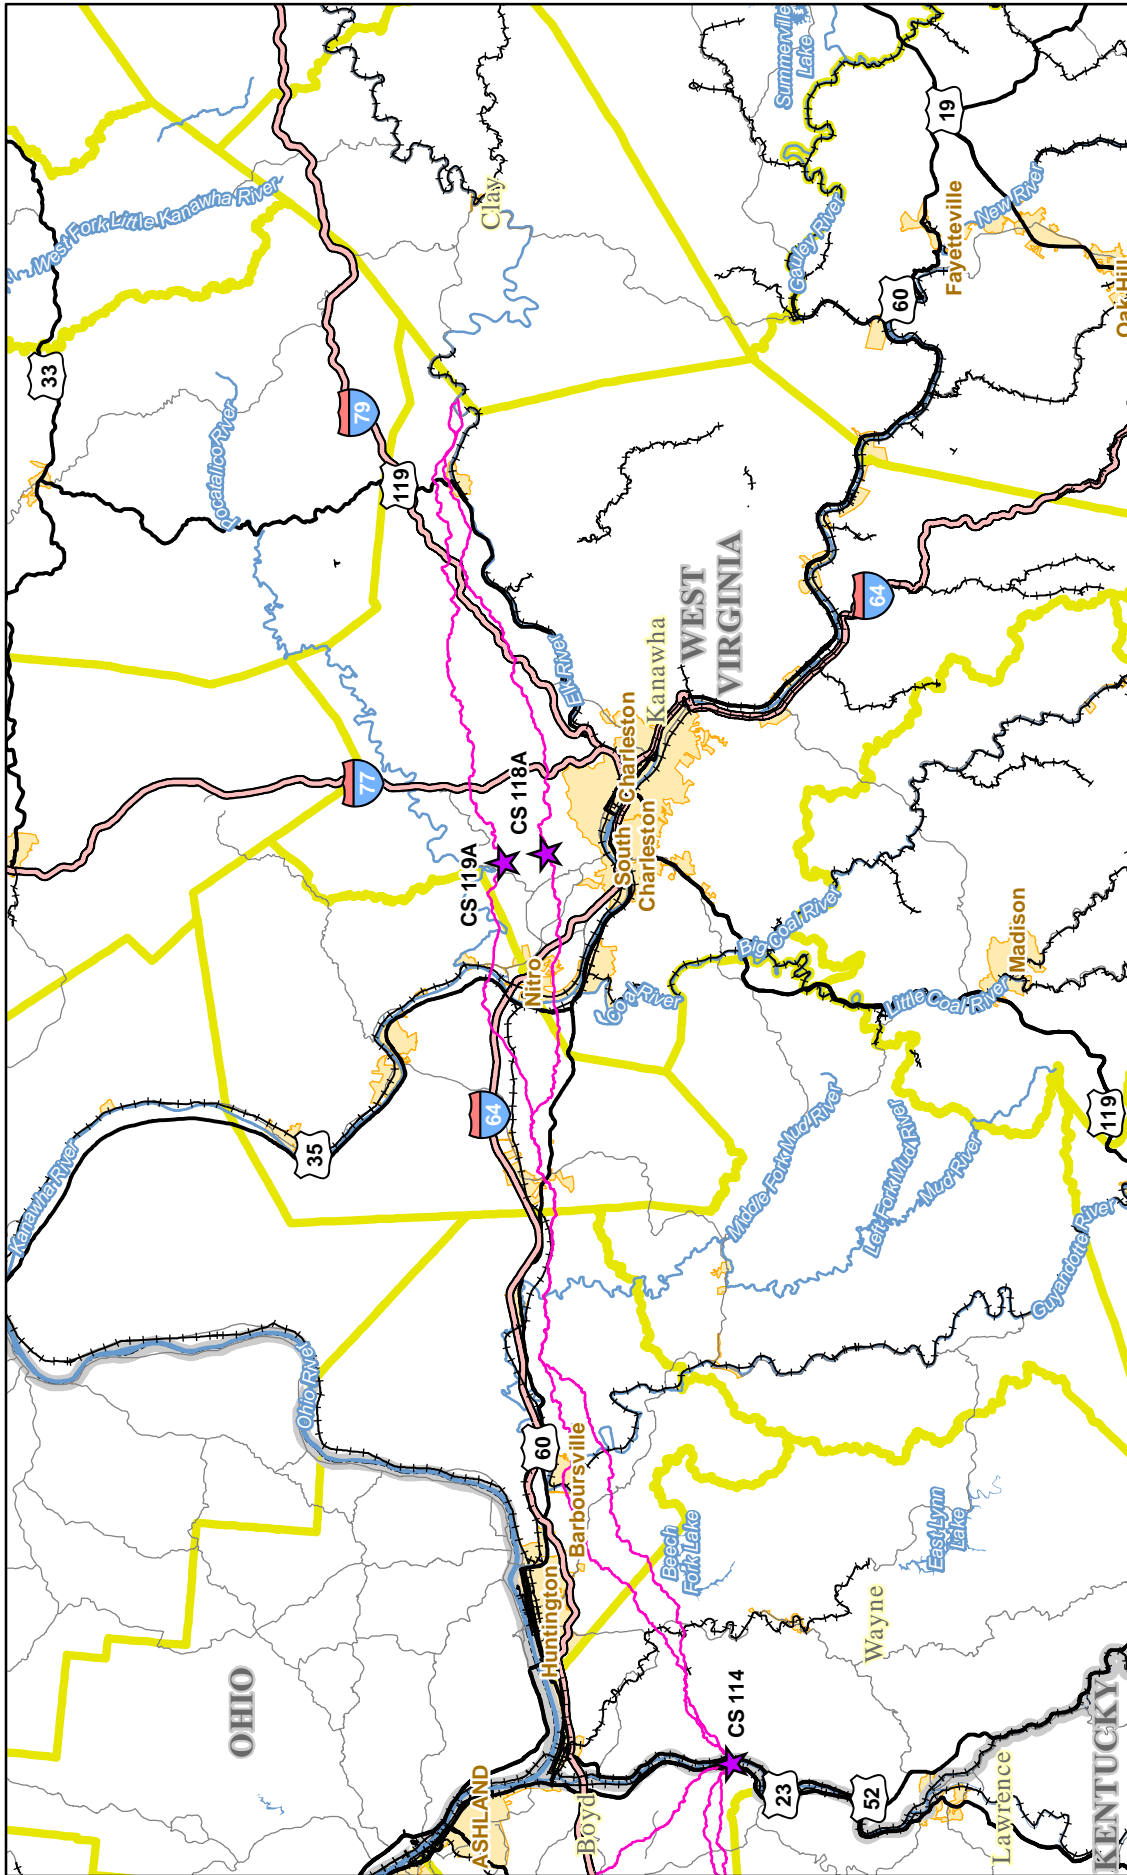 OHIO
Kanawha River
35
77
33
West Fork Little Kanawha River
Pocatalico River
79
119
Ohio River
ASHLAND
Boyd
Huntington
Barboursville
60
64
Nitro
CS 119A
CS 118A
Elk River
Clay
Summerville
Lake
Gauley River
19
60
Fayetteville
New River
Oak Hill
South
Charleston
Charleston
Kanawha
WEST
VIRGINIA
64
Coal River
Big Coal River
Little Coal River
Madison
119
Middle Fork Mud River
Left Fork Mud River
Mud River
Guyandotte River
Beech
Fork Lake
East Lynn
Lake
Wayne
CS 114
23
52
Lawrence
KENTUCKY